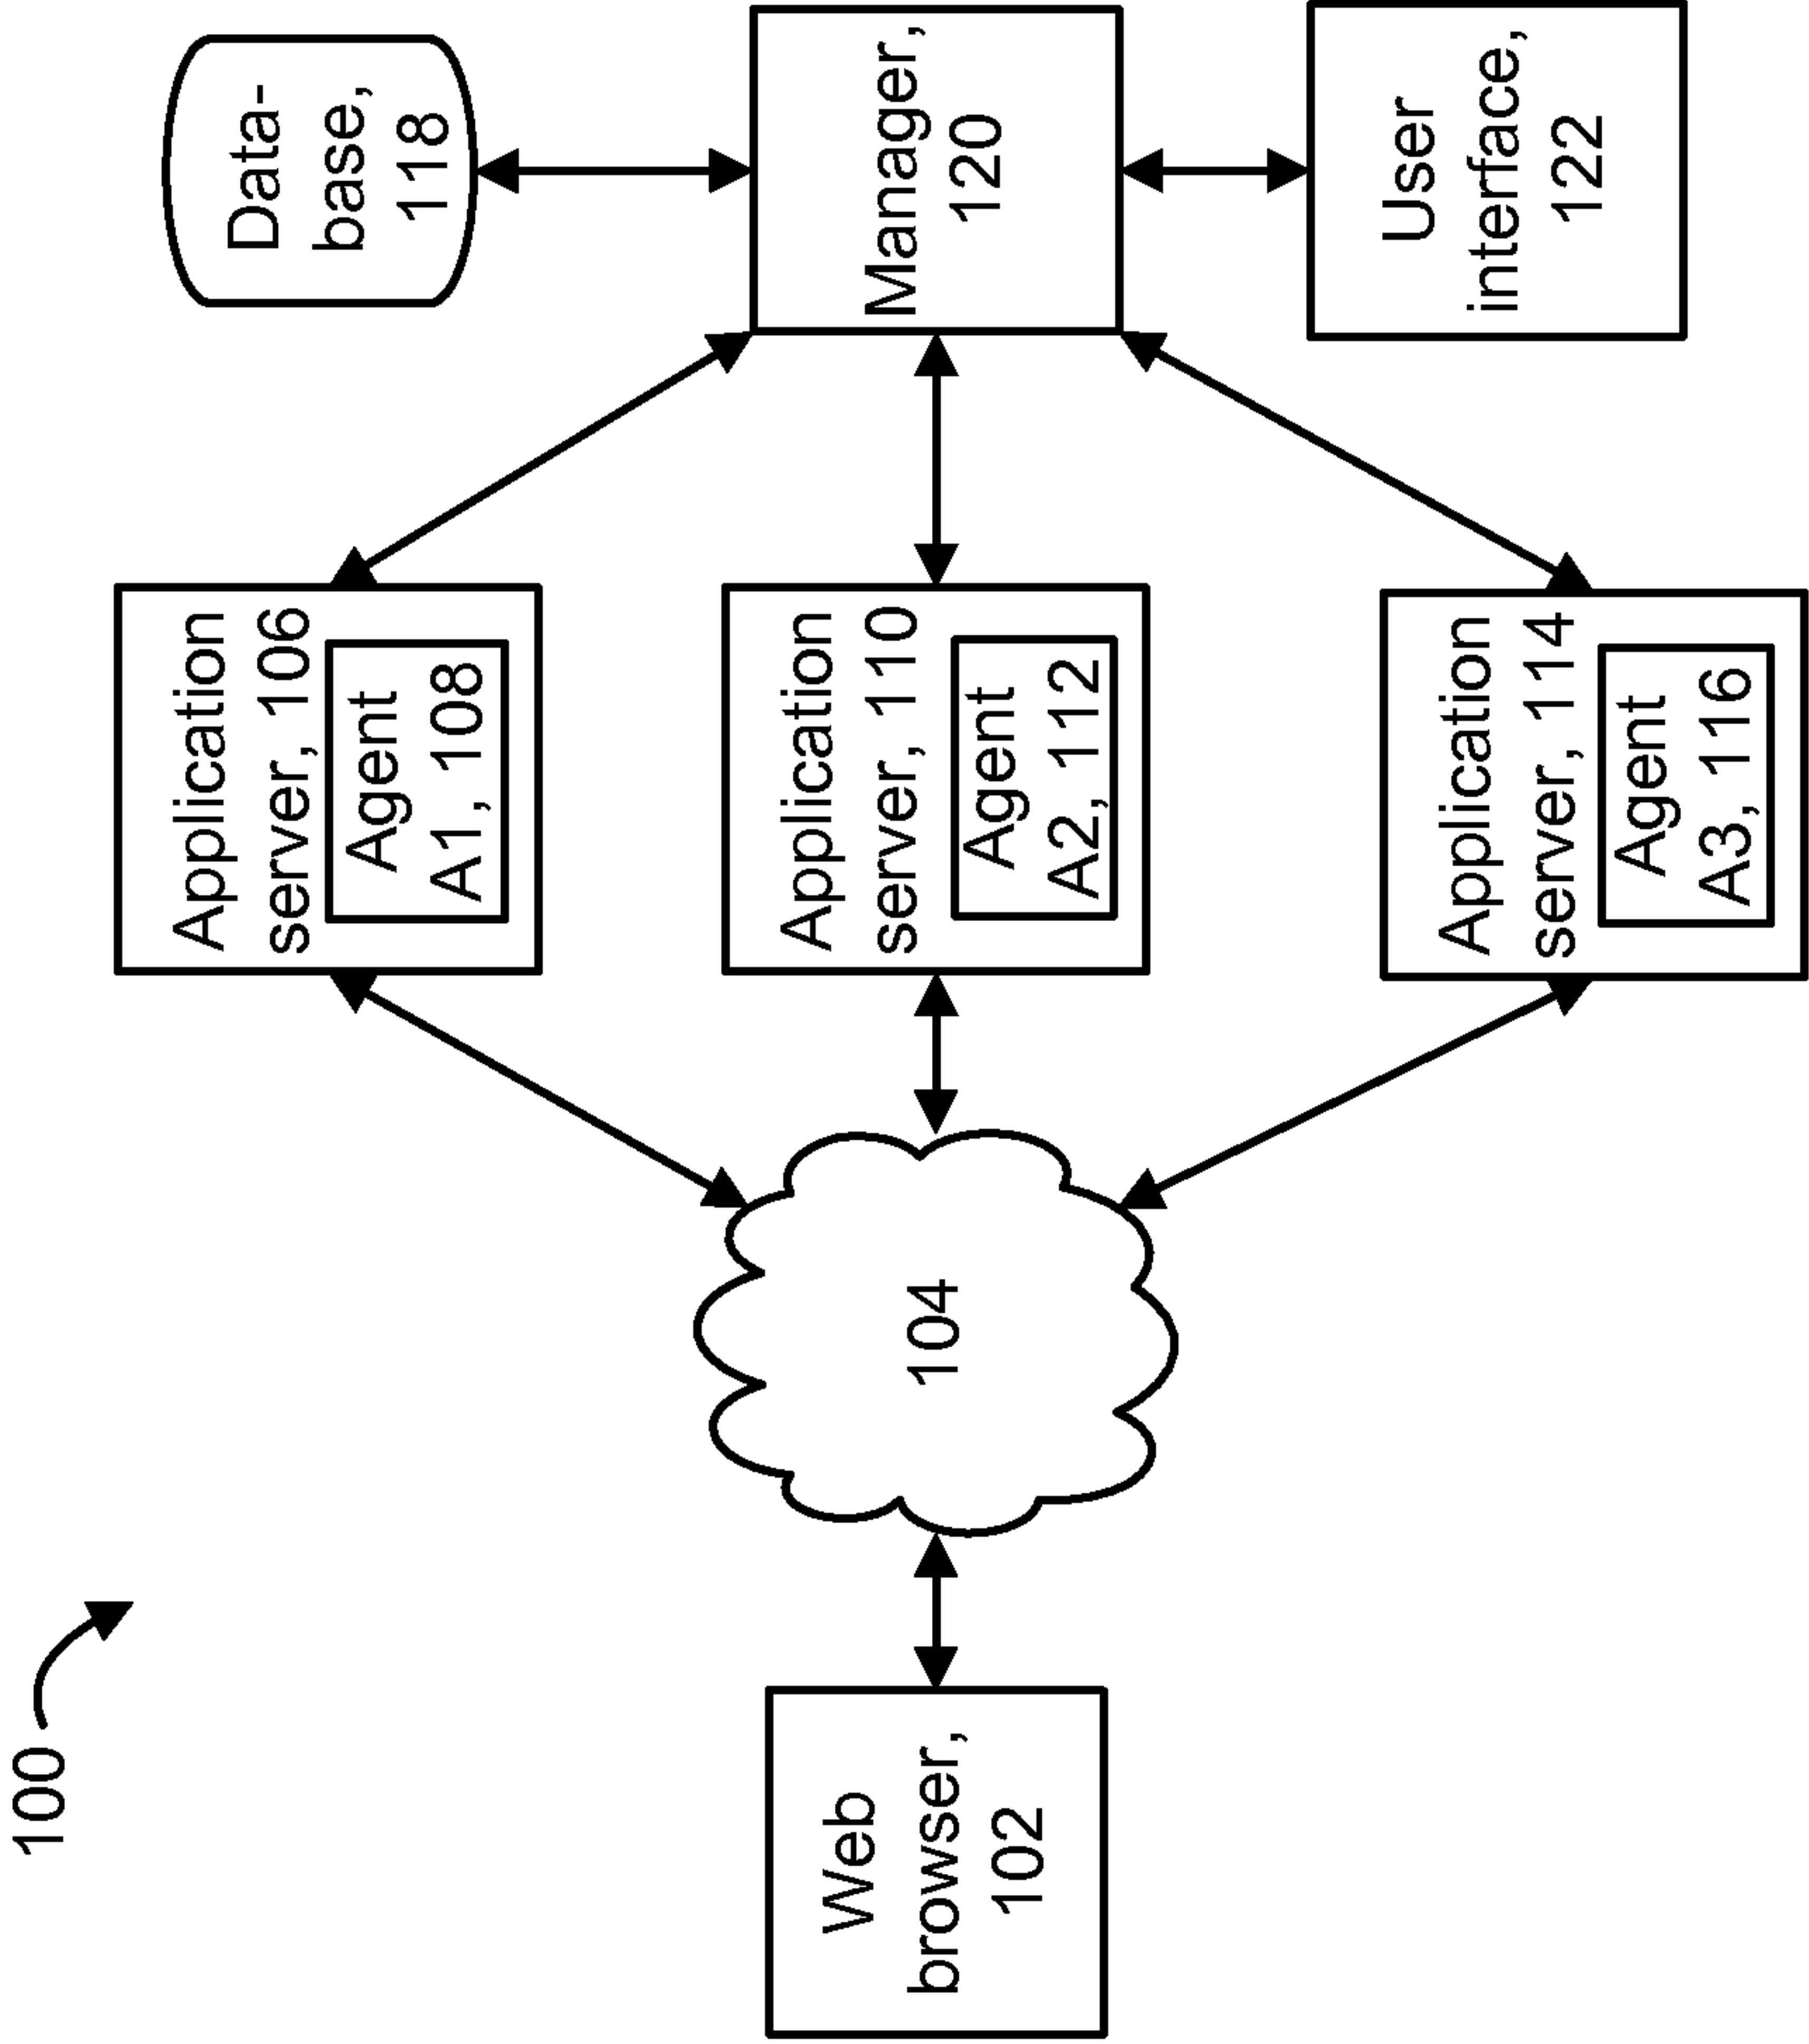 100
Web
browser,
102
104
Application
server, 106
Agent
A1, 108
Application
server, 110
Agent
A2, 112
Application
server, 114
Agent
A3, 116
Data-
base,
118
Manager,
120
User
interface,
122